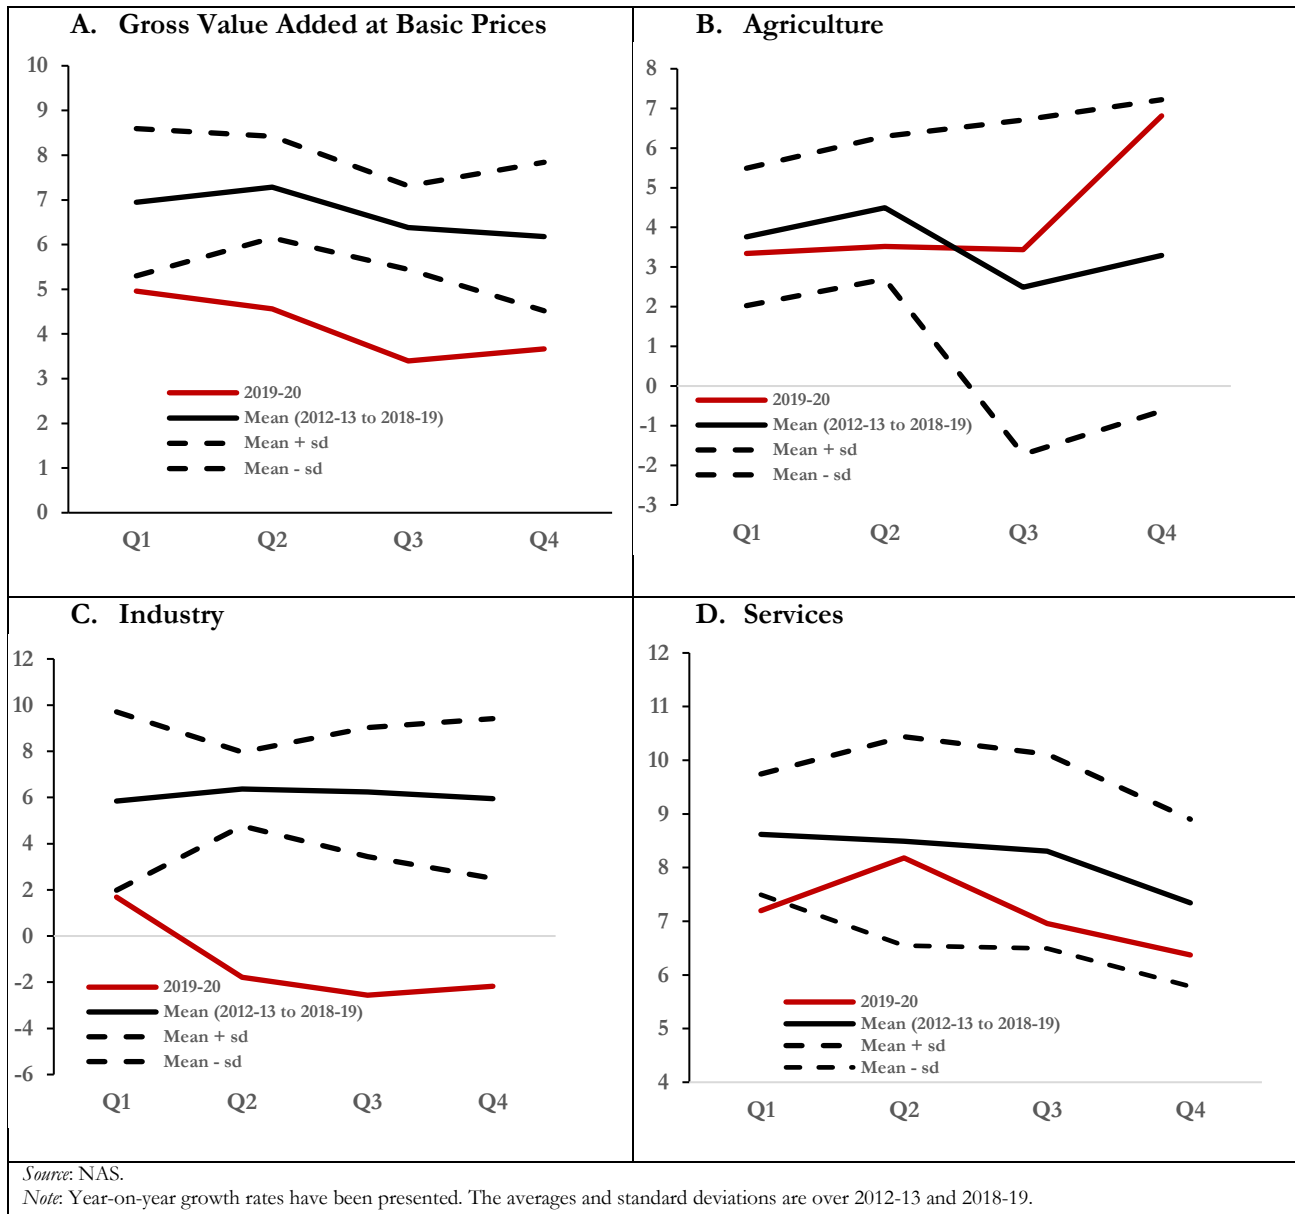 A. Gross Value Added at Basic Prices
10
9
8
7
6
5
4
3
2
1
0
2019-20
Mean (2012-13 to 2018-19)
Mean + sd
Mean - sd
Q1 Q2 Q3 Q4
B. Agriculture
8
7
6
5
4
3
2
1
0
-1
-2
-3
2019-20
Mean (2012-13 to 2018-19)
Mean + sd
Mean - sd
Q1 Q2 Q3 Q4
C. Industry
12
10
8
6
4
2
0
-2
-4
-6
2019-20
Mean (2012-13 to 2018-19)
Mean + sd
Mean - sd
Q1 Q2 Q3 Q4
D. Services
12
11
10
9
8
7
6
5
4
2019-20
Mean (2012-13 to 2018-19)
Mean + sd
Mean - sd
Q1 Q2 Q3 Q4
Source: NAS.
Note: Year-on-year growth rates have been presented. The averages and standard deviations are over 2012-13 and 2018-19.